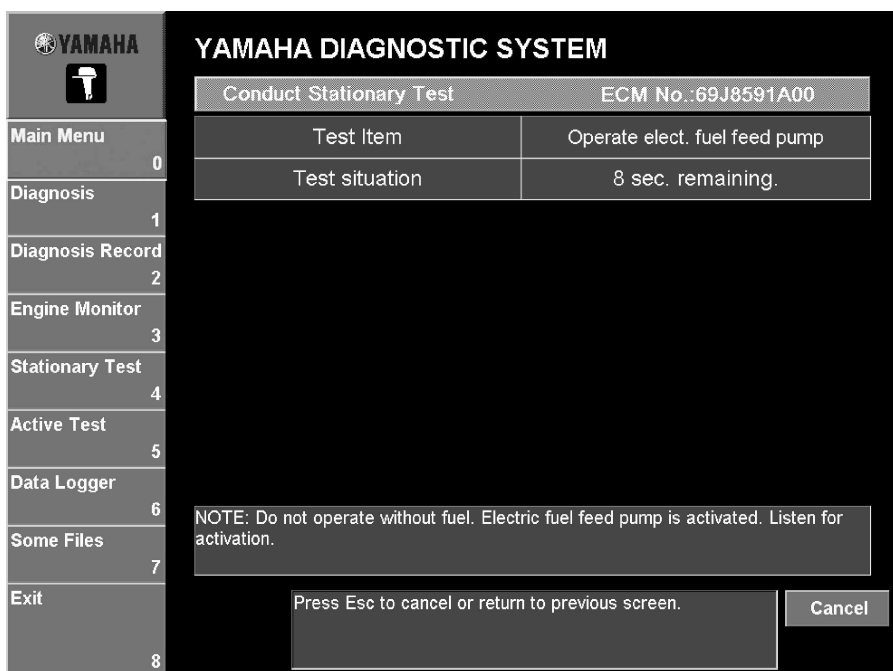 YAMAHA
YAMAHA DIAGNOSTIC SYSTEM
Conduct Stationary Test ECM No.:69J8591A00
Test Item Operate elect. fuel feed pump
Test situation 8 sec. remaining.
Main Menu
0
Diagnosis
1
Diagnosis Record
2
Engine Monitor
3
Stationary Test
4
Active Test
5
Data Logger
6
Some Files
7
Exit
8
NOTE: Do not operate without fuel. Electric fuel feed pump is activated. Listen for
activation.
Press Esc to cancel or return to previous screen.
Cancel